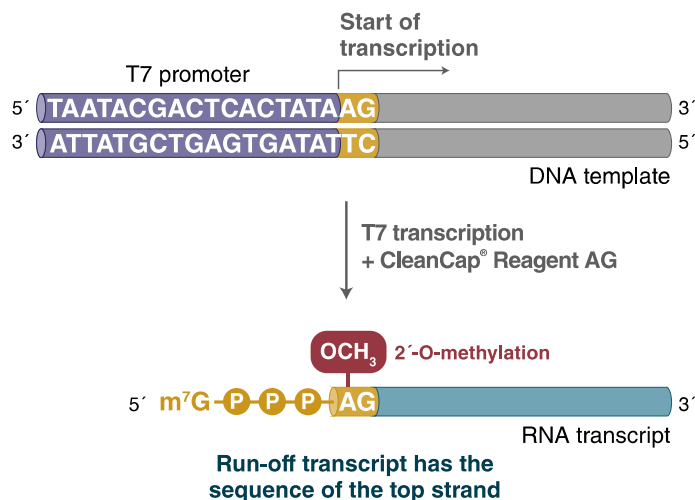 Start of
transcription
T7 promoter
5´ TAATACGACTCACTATAAG 3´
3´ ATTATGCTGAGTGATATTC 5´
DNA template
T7 transcription
+ CleanCap® Reagent AG
OCH₃ 2´-O-methylation
5´ m⁷G P P P AG 3´
RNA transcript
Run-off transcript has the
sequence of the top strand